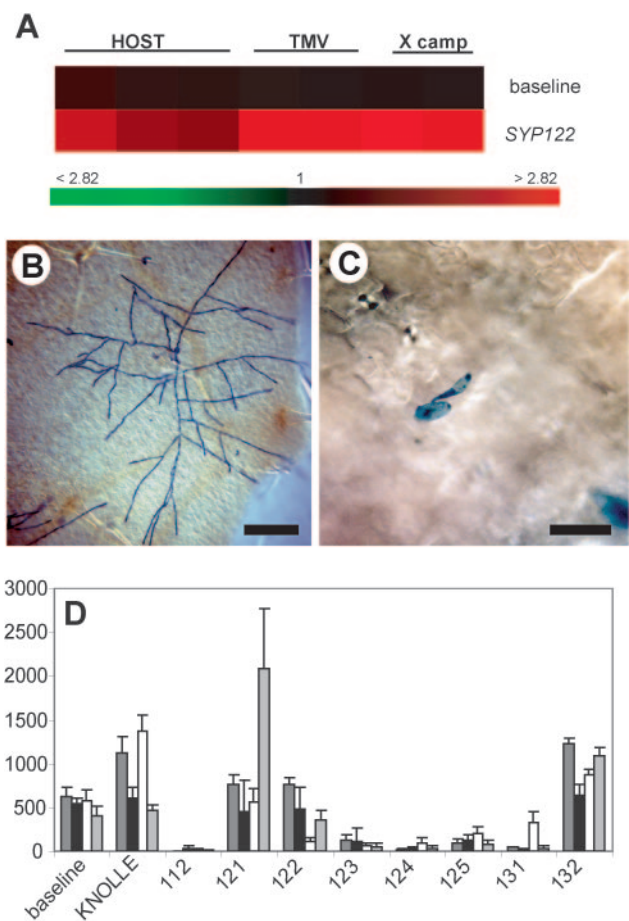 A
HOST TMV X camp
baseline
SYP122
< 2.82 1 > 2.82
B C
D
3000
2500
2000
1500
1000
500
0
baseline KNOLLE 112 121 122 123 124 125 131 132